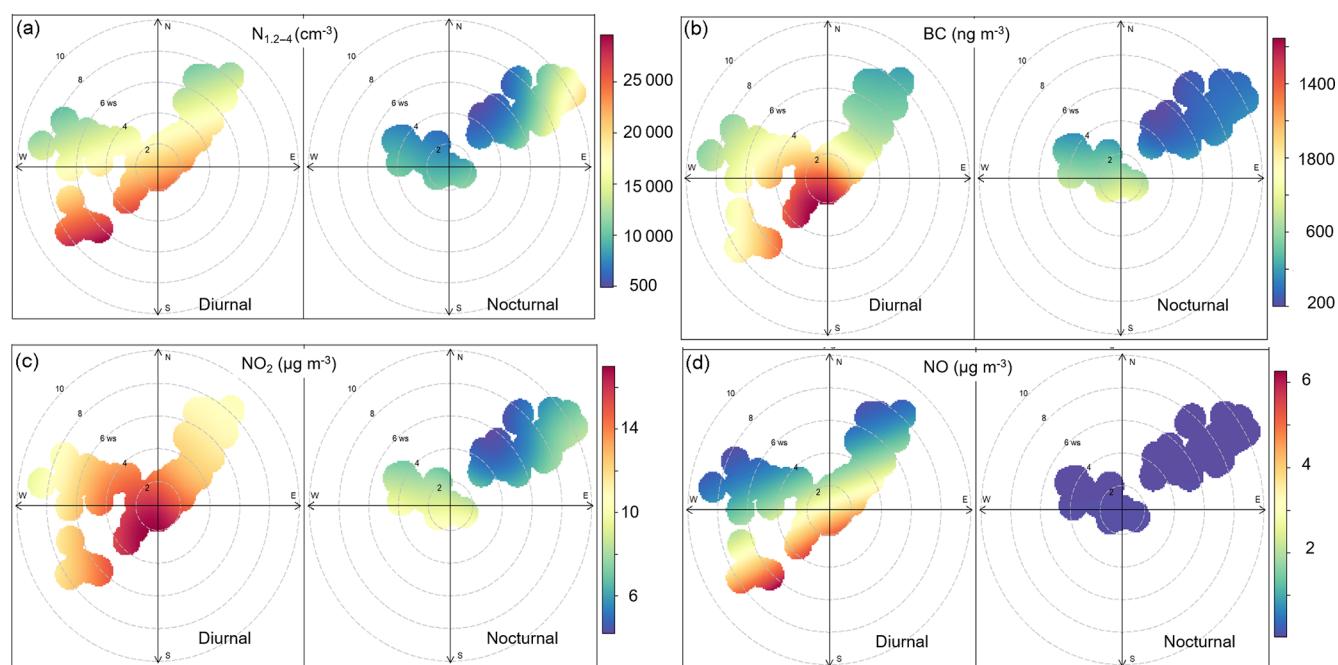 (a)
N1.2–4 (cm-3)
N
10
8
6 ws
4
2
W
E
S
Diurnal
Nocturnal
25 000
20 000
15 000
10 000
500
(b)
BC (ng m-3)
N
10
8
6 ws
4
2
W
E
S
Diurnal
N
10
8
6 ws
4
2
W
E
S
Nocturnal
1400
1800
600
200
N
10
8
6 ws
4
2
W
E
S
(c)
NO2 (µg m-3)
N
10
8
6 ws
4
2
W
E
S
Diurnal
N
10
8
6 ws
4
2
W
E
S
Nocturnal
14
10
6
(d)
NO (µg m-3)
N
10
8
6 ws
4
2
W
E
S
Diurnal
N
10
8
6 ws
4
2
W
E
S
Nocturnal
6
4
2